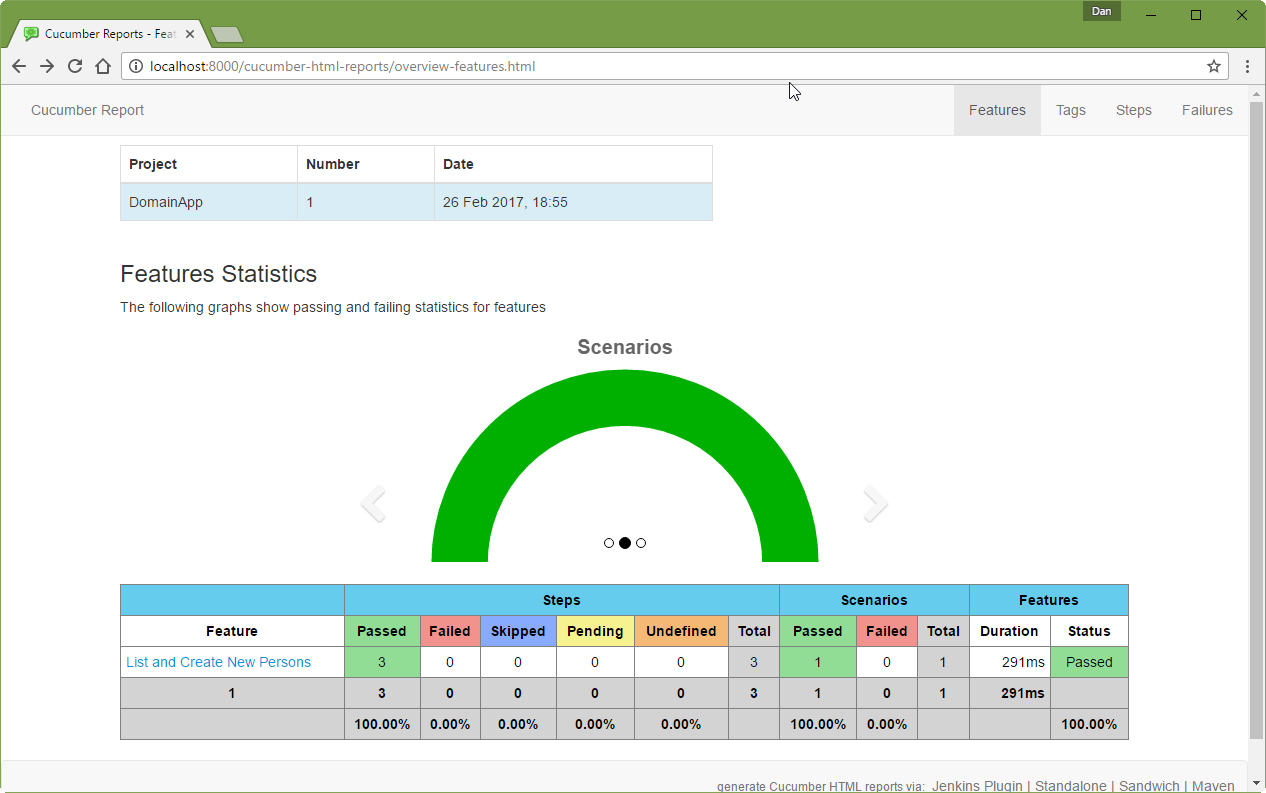 Dan
Cucumber Reports - Feat
localhost:8000/cucumber-html-reports/overview-features.html
Cucumber Report Features Tags Steps Failures
Project Number Date
DomainApp 1 26 Feb 2017, 18:55
Features Statistics
The following graphs show passing and failing statistics for features
Scenarios
Steps Scenarios Features
Feature Passed Failed Skipped Pending Undefined Total Passed Failed Total Duration Status
List and Create New Persons 3 0 0 0 0 3 1 0 1 291ms Passed
1 3 0 0 0 0 3 1 0 1 291ms
100.00% 0.00% 0.00% 0.00% 0.00% 100.00% 0.00% 100.00%
generate Cucumber HTML reports via: Jenkins Plugin | Standalone | Sandwich | Maven